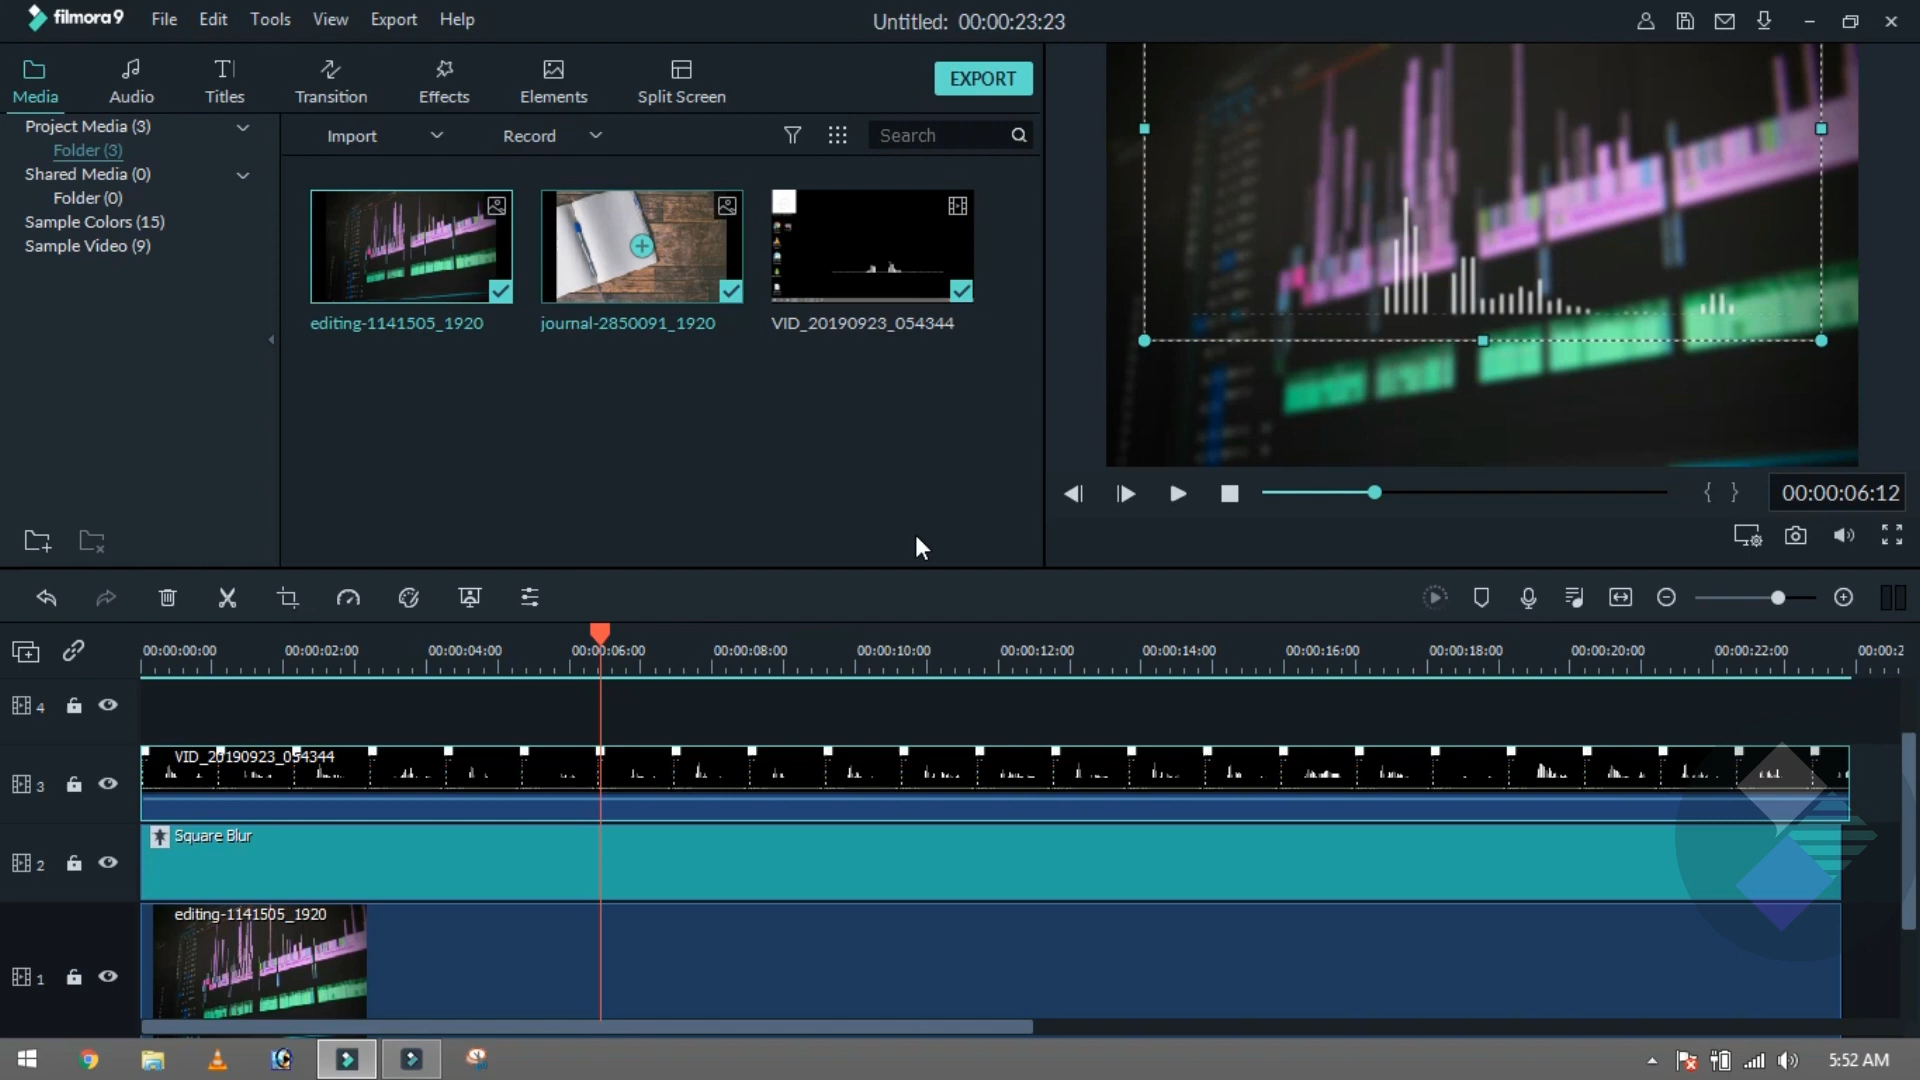 filmora9 File Edit Tools View Export Help Untitled: 00:00:23:23
Media Audio Titles Transition Effects Elements Split Screen EXPORT
Project Media (3)
Folder (3)
Shared Media (0)
Folder (0)
Sample Colors (15)
Sample Video (9)
Import Record Search
editing-1141505_1920 journal-2850091_1920 VID_20190923_054344
{ } 00:00:06:12
00:00:00:00 00:00:02:00 00:00:04:00 00:00:06:00 00:00:08:00 00:00:10:00 00:00:12:00 00:00:14:00 00:00:16:00 00:00:18:00 00:00:20:00 00:00:22:00 00:00:2
4
VID_20190923_054344
3
Square Blur
2
editing-1141505_1920
1
5:52 AM